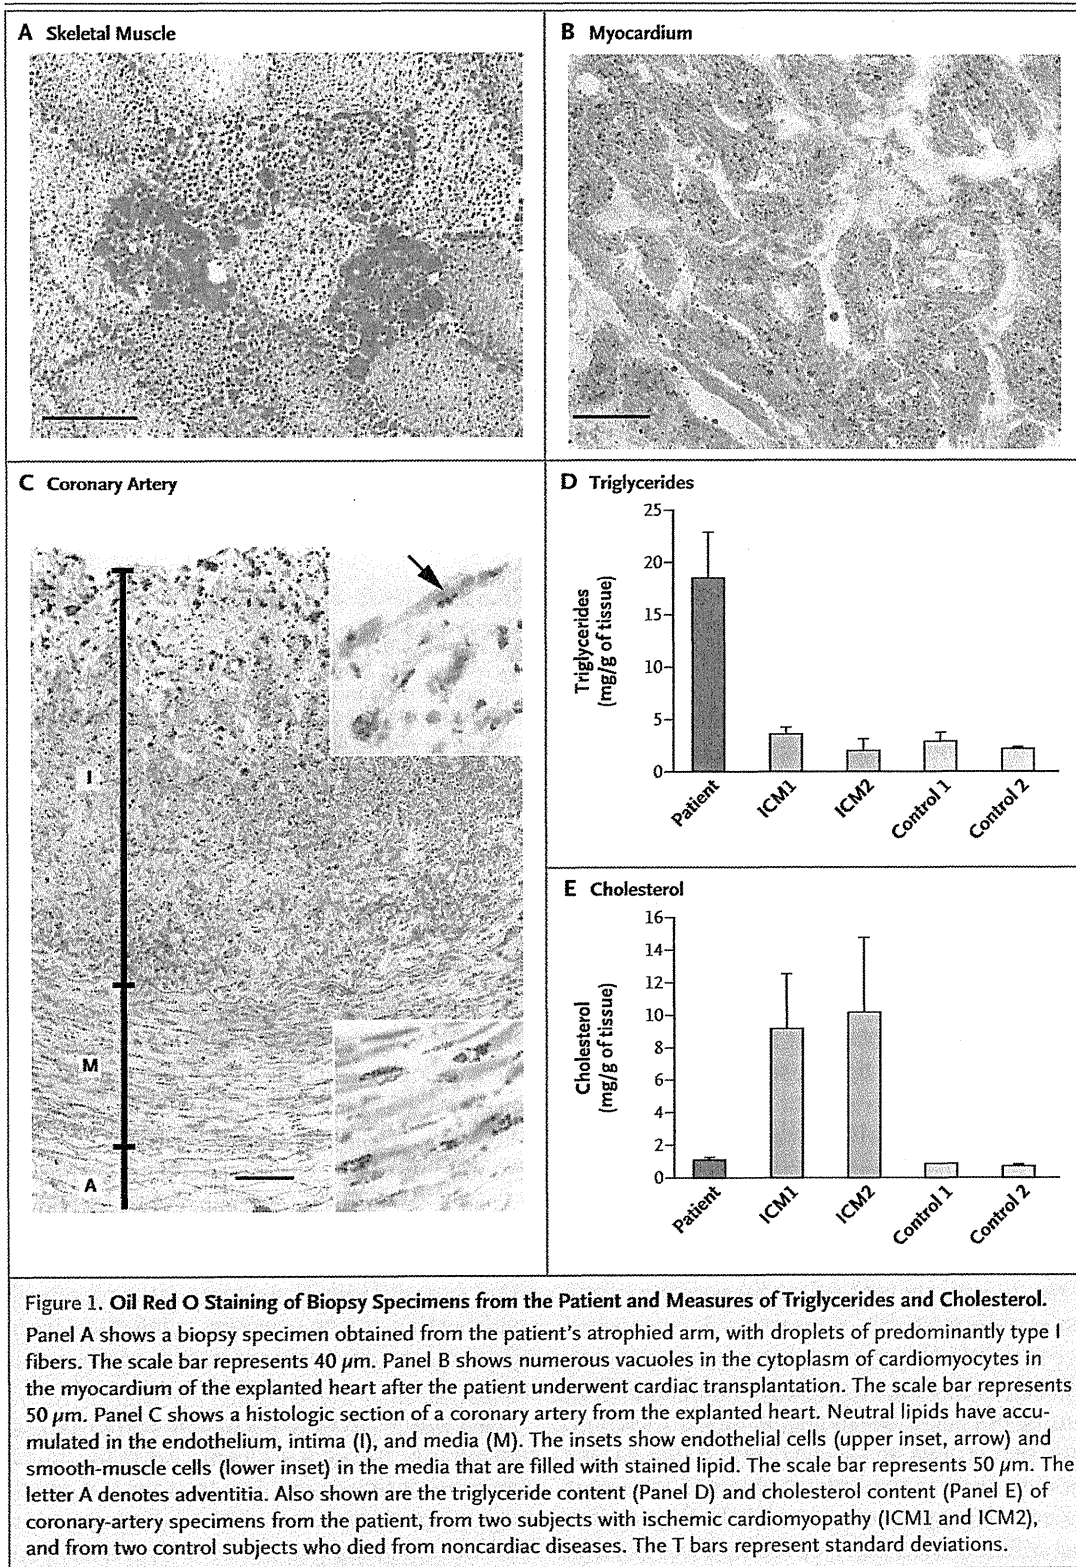 A Skeletal Muscle
B Myocardium
C Coronary Artery
I
M
A
D Triglycerides
Triglycerides
(mg/g of tissue)
25
20
15
10
5
0
Patient
ICM1
ICM2
Control 1
Control 2
E Cholesterol
Cholesterol
(mg/g of tissue)
16
14
12
10
8
6
4
2
0
Patient
ICM1
ICM2
Control 1
Control 2
Figure 1. Oil Red O Staining of Biopsy Specimens from the Patient and Measures of Triglycerides and Cholesterol.
Panel A shows a biopsy specimen obtained from the patient's atrophied arm, with droplets of predominantly type I
fibers. The scale bar represents 40 μm. Panel B shows numerous vacuoles in the cytoplasm of cardiomyocytes in
the myocardium of the explanted heart after the patient underwent cardiac transplantation. The scale bar represents
50 μm. Panel C shows a histologic section of a coronary artery from the explanted heart. Neutral lipids have accu-
mulated in the endothelium, intima (I), and media (M). The insets show endothelial cells (upper inset, arrow) and
smooth-muscle cells (lower inset) in the media that are filled with stained lipid. The scale bar represents 50 μm. The
letter A denotes adventitia. Also shown are the triglyceride content (Panel D) and cholesterol content (Panel E) of
coronary-artery specimens from the patient, from two subjects with ischemic cardiomyopathy (ICM1 and ICM2),
and from two control subjects who died from noncardiac diseases. The T bars represent standard deviations.